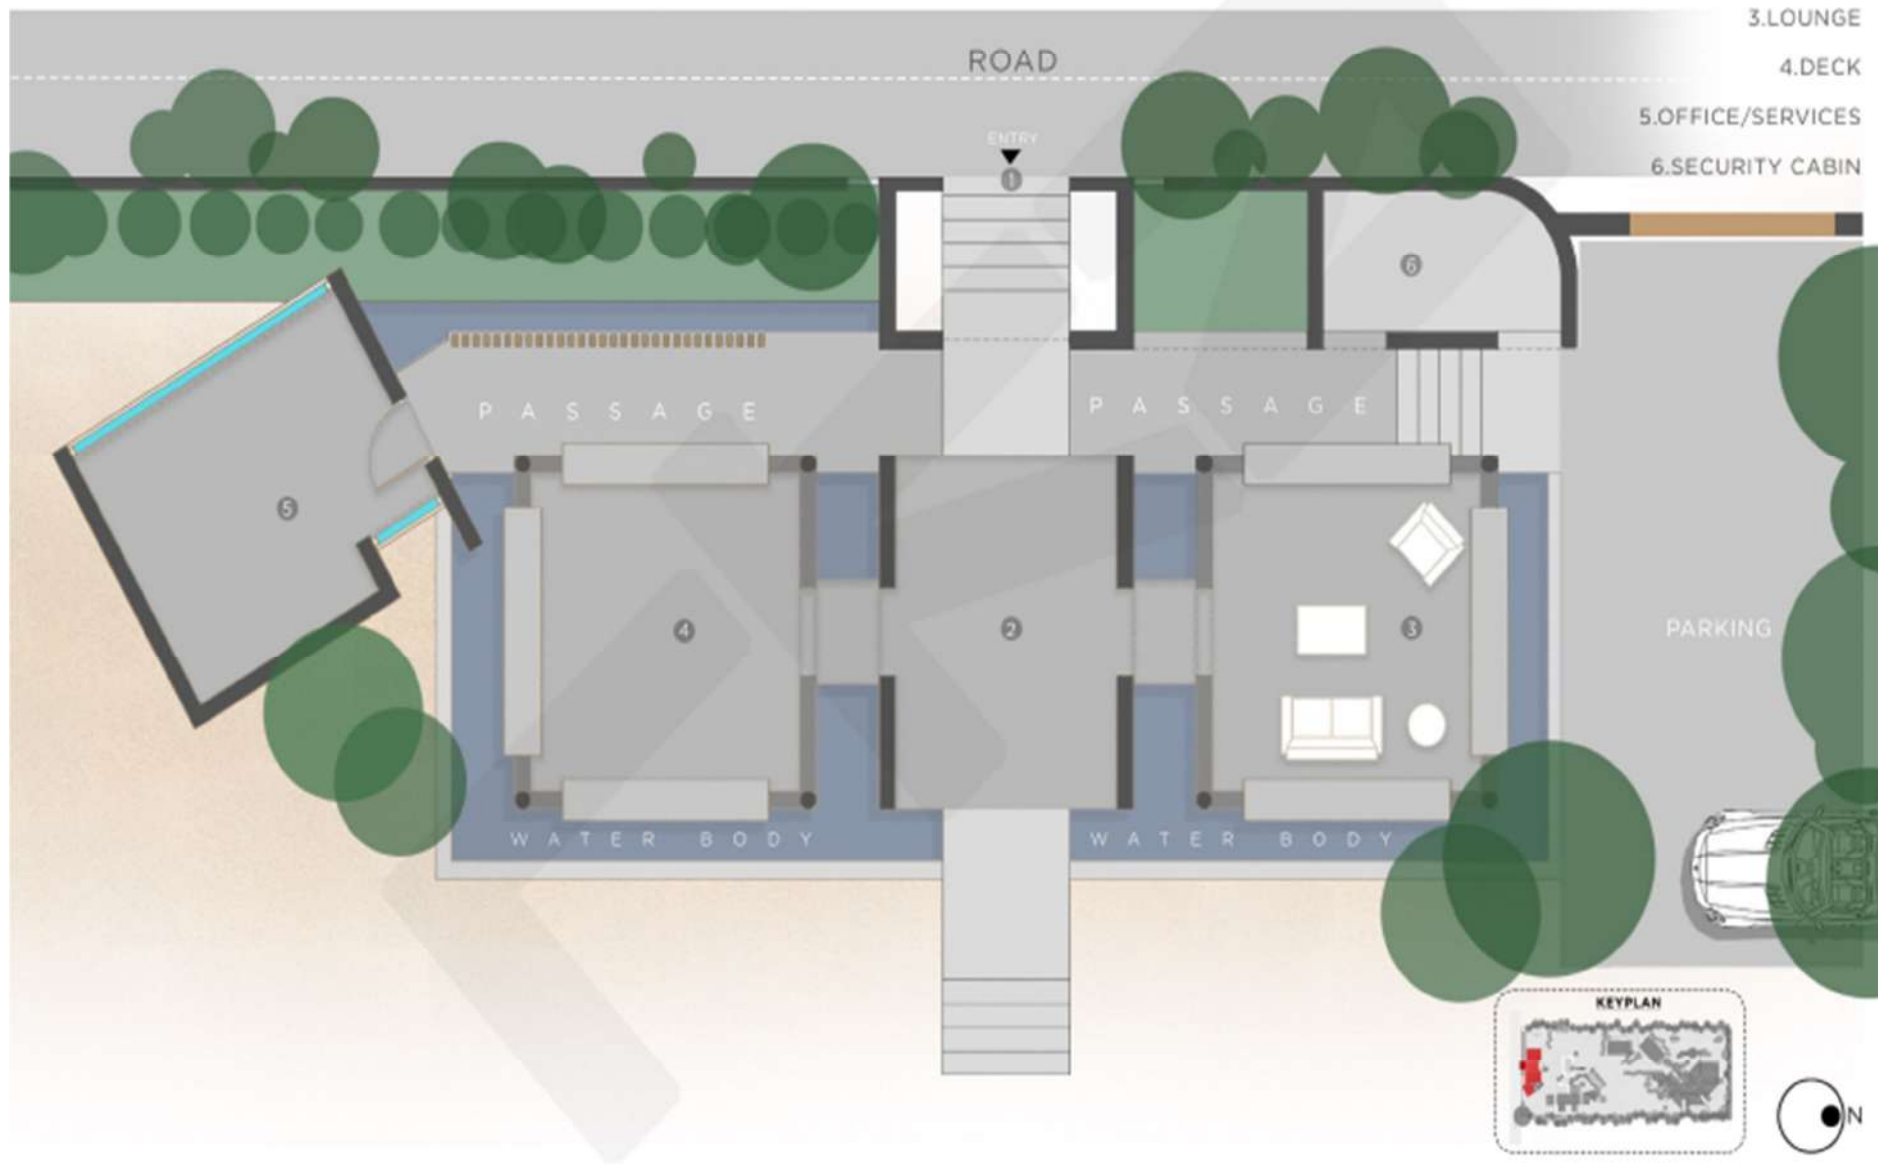 3.LOUNGE
ROAD
4.DECK
5.OFFICE/SERVICES
ENTRY
6.SECURITY CABIN
1
6
PASSAGE
PASSAGE
5
4
2
3
PARKING
WATER BODY
WATER BODY
KEYPLAN
N